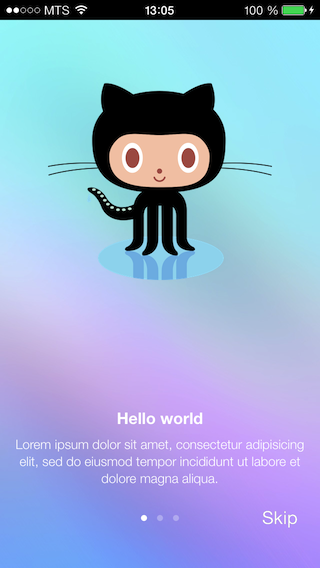 MTS 13:05 100 %
Hello world
Lorem ipsum dolor sit amet, consectetur adipisicing
elit, sed do eiusmod tempor incididunt ut labore et
dolore magna aliqua.
Skip